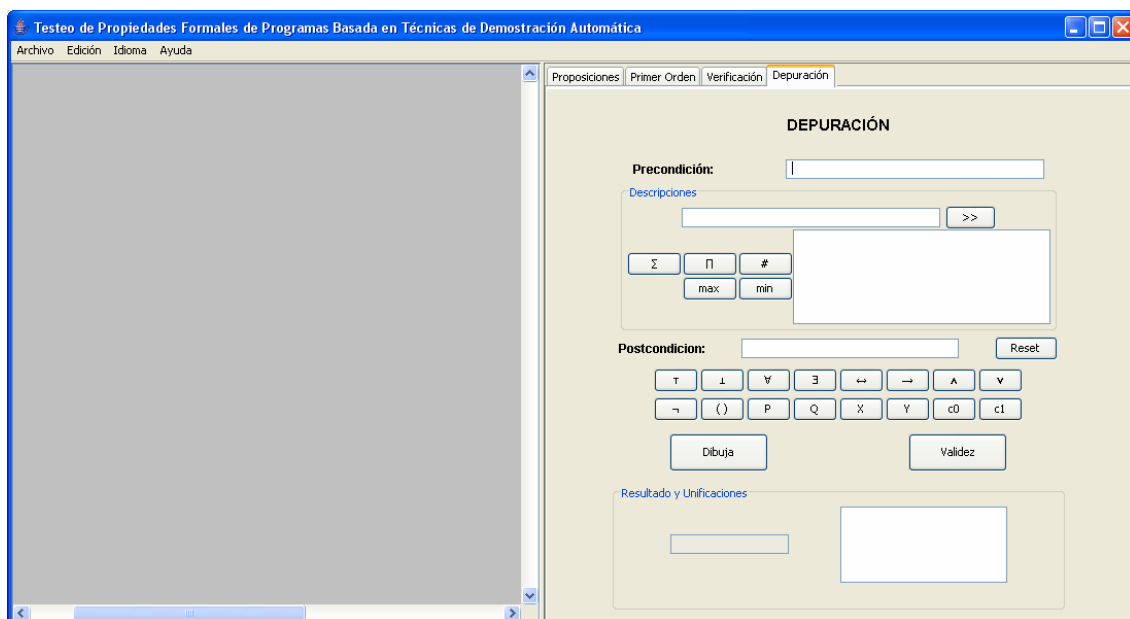 Testeo de Propiedades Formales de Programas Basada en Técnicas de Demostración Automática
Archivo Edición Idioma Ayuda
Proposiciones Primer Orden Verificación Depuración
DEPURACIÓN
Precondición:
Descripciones
>>
Σ Π #
max min
Postcondicion: Reset
⊤ ⊥ ∀ ∃ ↔ → ∧ ∨
¬ () P Q X Y c0 c1
Dibuja Validez
Resultado y Unificaciones